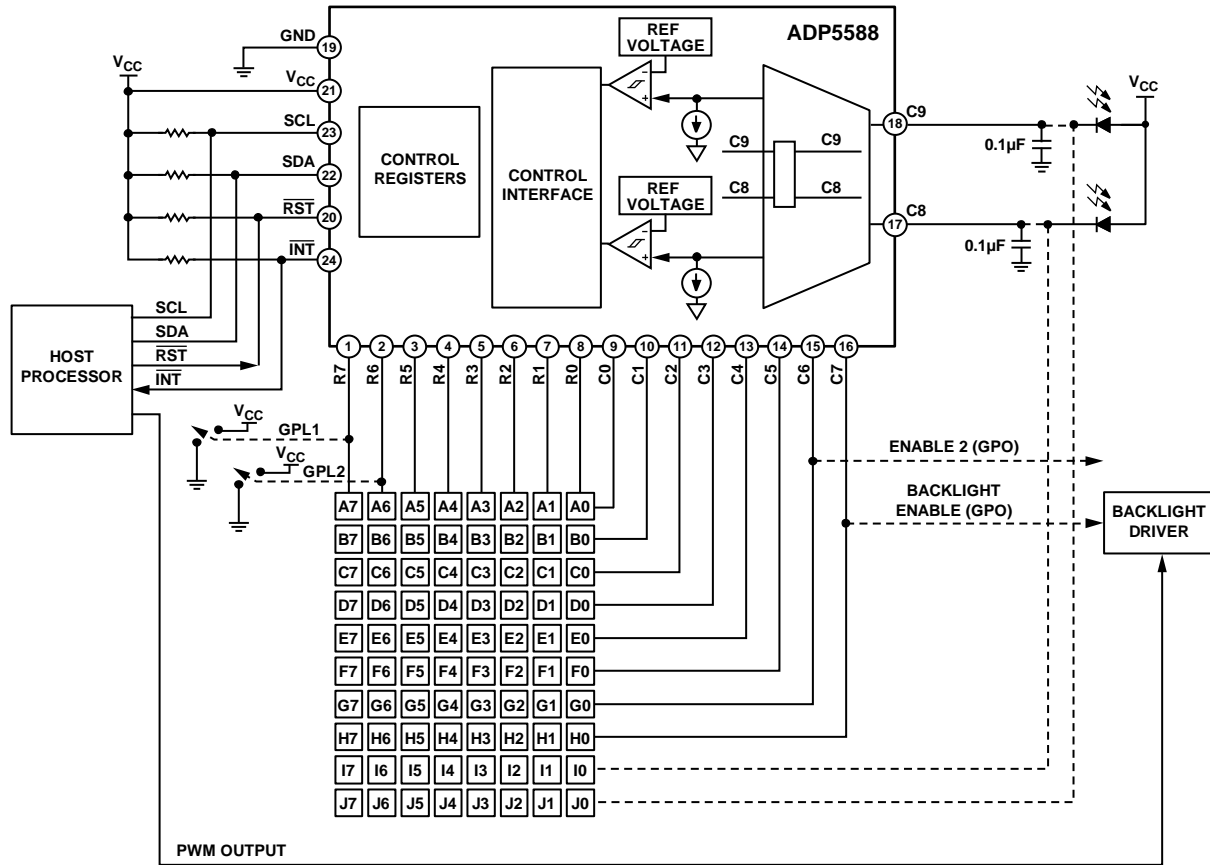 ADP5588
GND
19
VCC
VCC
21
SCL
23
SDA
22
RST
20
INT
24
CONTROL
REGISTERS
CONTROL
INTERFACE
REF
VOLTAGE
−
+
REF
VOLTAGE
−
+
C9
C9
C8
C8
18
C9
17
C8
0.1µF
0.1µF
VCC
HOST
PROCESSOR
SCL
SDA
RST
INT
1 2 3 4 5 6 7 8 9 10 11 12 13 14 15 16
R7 R6 R5 R4 R3 R2 R1 R0 C0 C1 C2 C3 C4 C5 C6 C7
VCC
GPL1
VCC
GPL2
ENABLE 2 (GPO)
BACKLIGHT
ENABLE (GPO)
BACKLIGHT
DRIVER
A7 A6 A5 A4 A3 A2 A1 A0
B7 B6 B5 B4 B3 B2 B1 B0
C7 C6 C5 C4 C3 C2 C1 C0
D7 D6 D5 D4 D3 D2 D1 D0
E7 E6 E5 E4 E3 E2 E1 E0
F7 F6 F5 F4 F3 F2 F1 F0
G7 G6 G5 G4 G3 G2 G1 G0
H7 H6 H5 H4 H3 H2 H1 H0
I7 I6 I5 I4 I3 I2 I1 I0
J7 J6 J5 J4 J3 J2 J1 J0
PWM OUTPUT